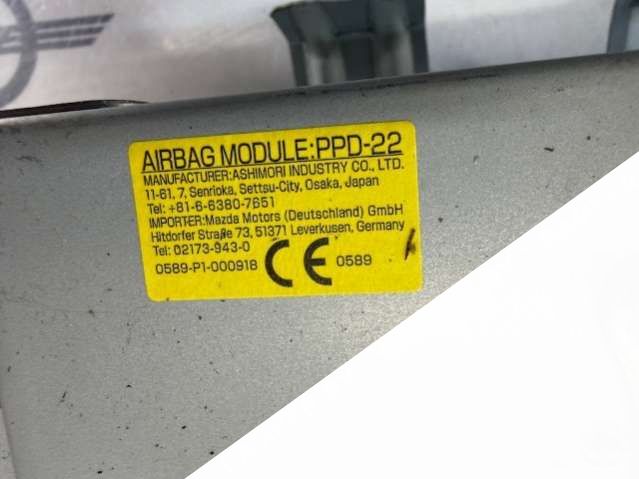 AIRBAG MODULE:PPD-22
MANUFACTURER:ASHIMORI INDUSTRY CO., LTD.
11-61, 7, Senrioka, Settsu-City, Osaka, Japan
Tel: +81-6-6380-7651
IMPORTER:Mazda Motors (Deutschland) GmbH
Hitdorfer Straße 73, 51371 Leverkusen, Germany
Tel: 02173-943-0
0589-P1-000918 CE 0589